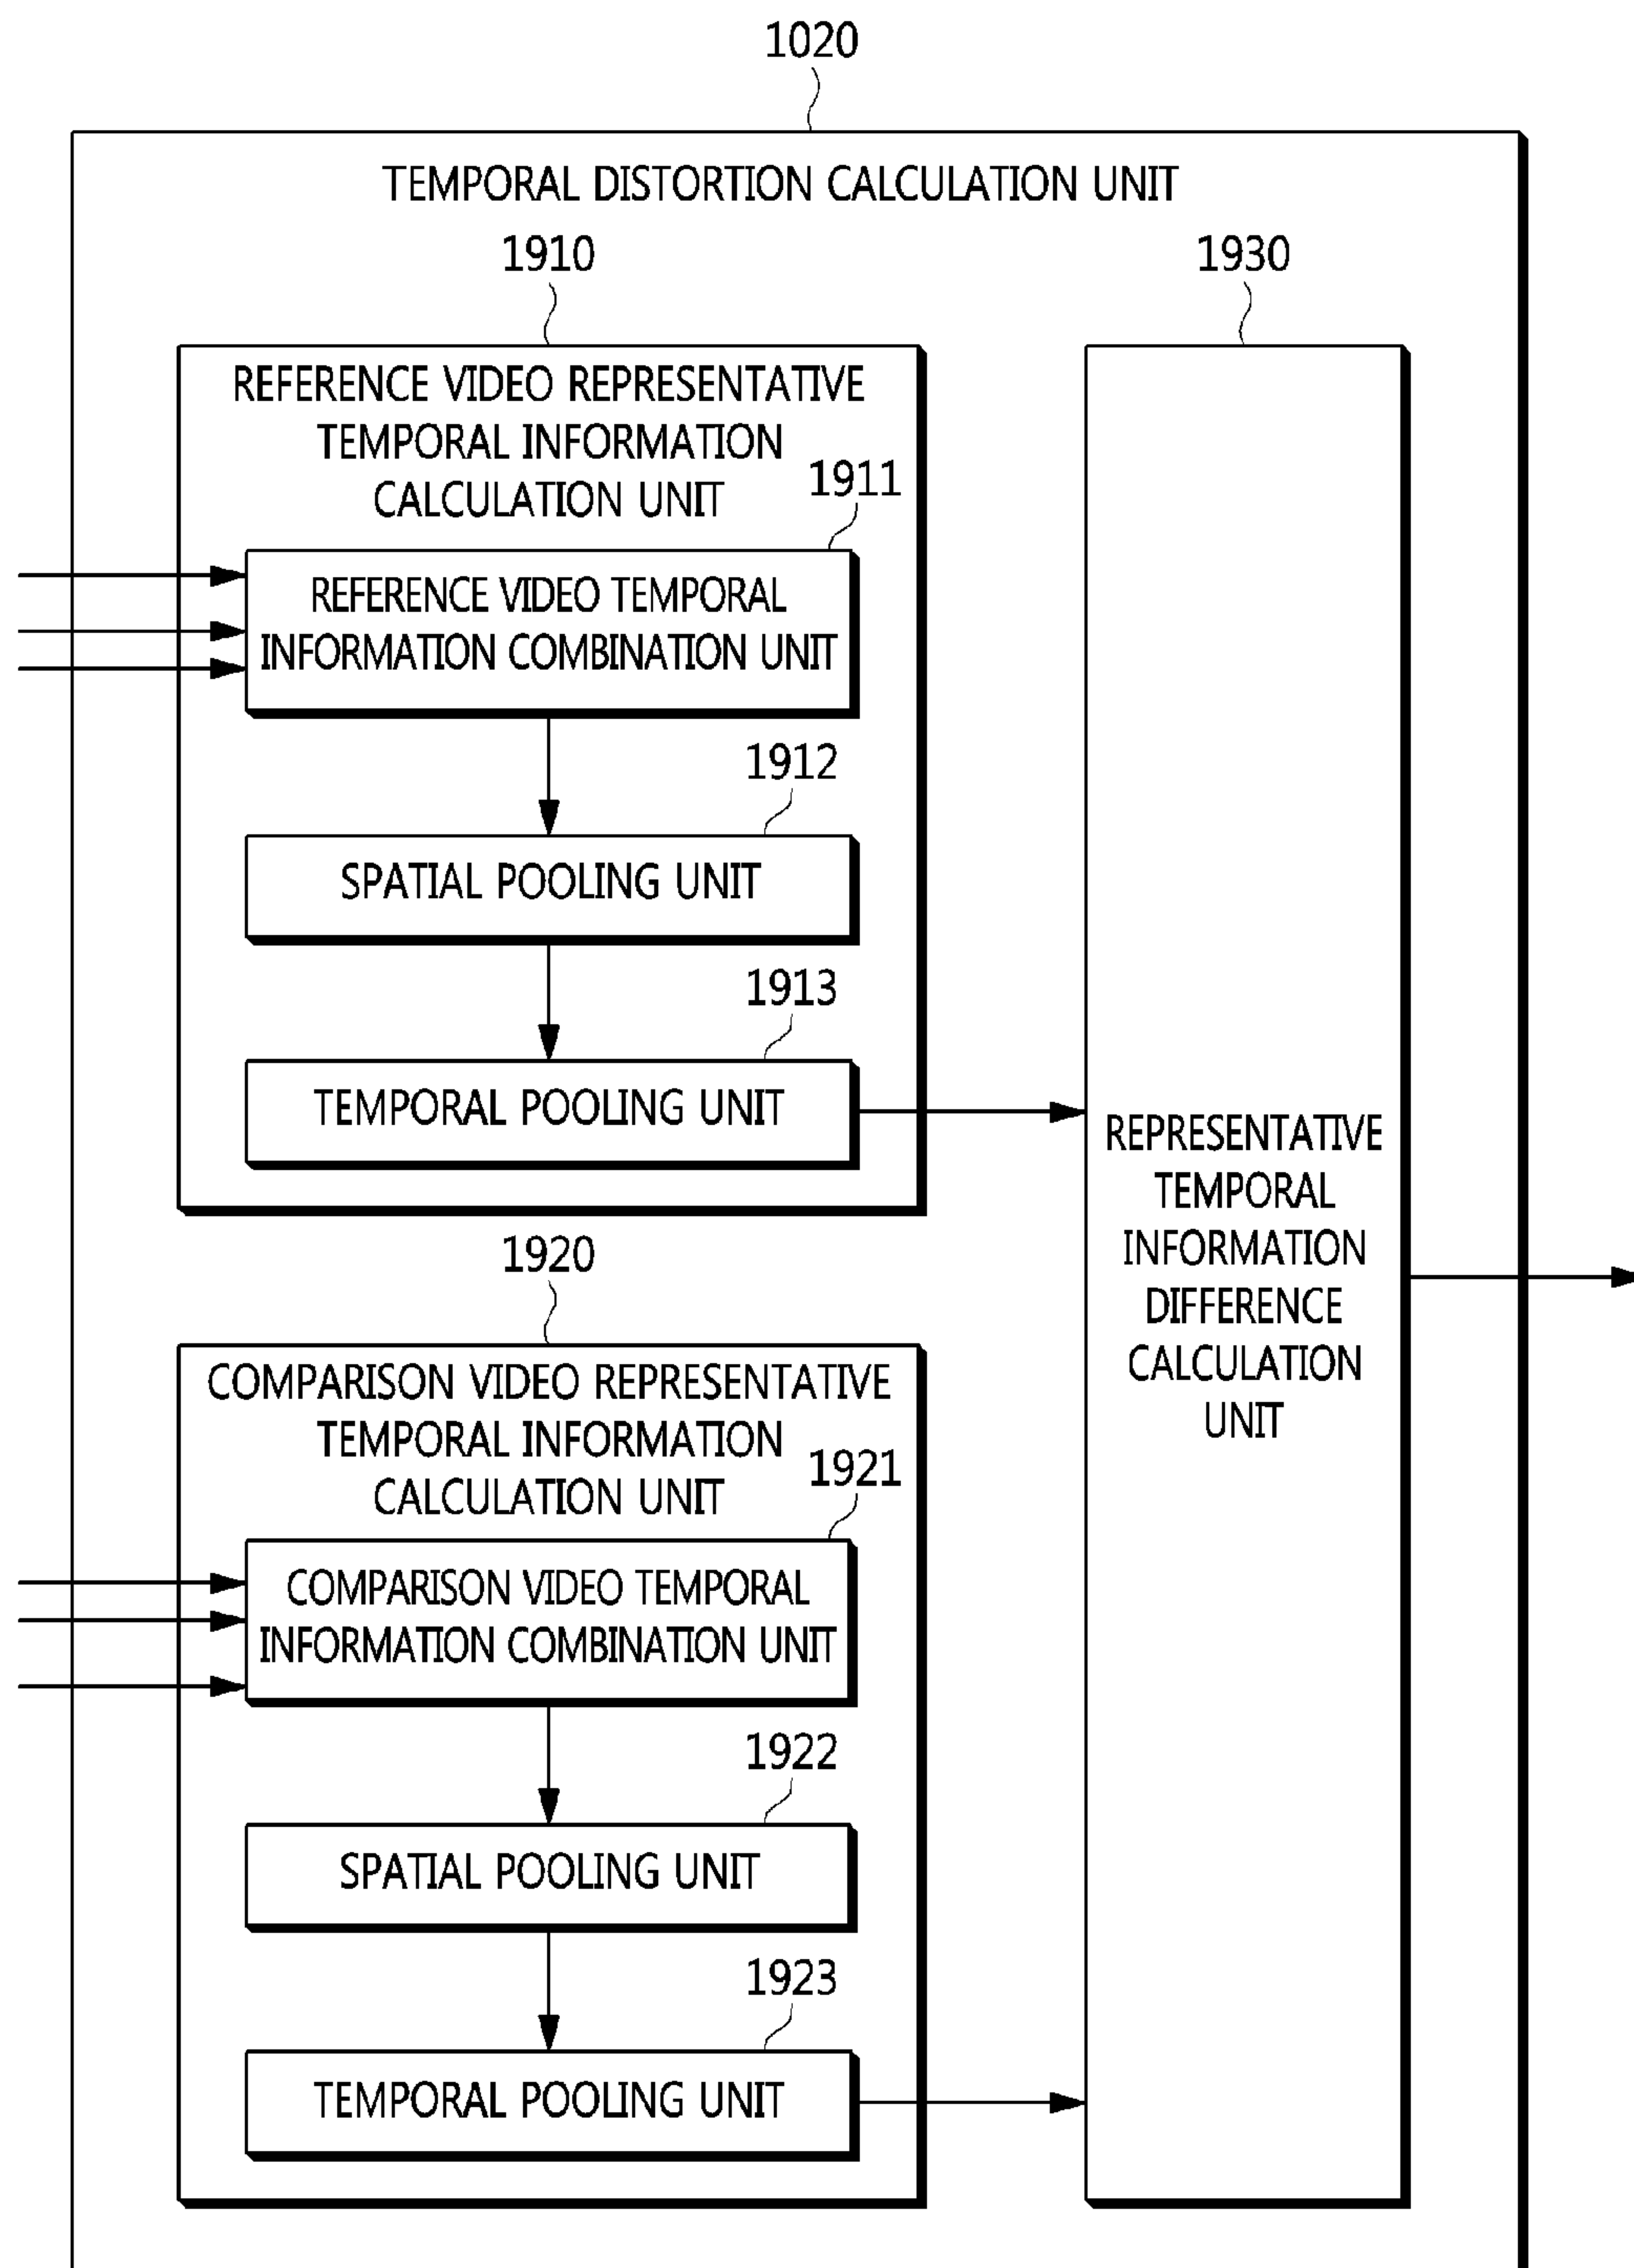 1020
TEMPORAL DISTORTION CALCULATION UNIT
1910
REFERENCE VIDEO REPRESENTATIVE
TEMPORAL INFORMATION
CALCULATION UNIT
1911
REFERENCE VIDEO TEMPORAL
INFORMATION COMBINATION UNIT
1912
SPATIAL POOLING UNIT
1913
TEMPORAL POOLING UNIT
1920
COMPARISON VIDEO REPRESENTATIVE
TEMPORAL INFORMATION
CALCULATION UNIT
1921
COMPARISON VIDEO TEMPORAL
INFORMATION COMBINATION UNIT
1922
SPATIAL POOLING UNIT
1923
TEMPORAL POOLING UNIT
1930
REPRESENTATIVE
TEMPORAL
INFORMATION
DIFFERENCE
CALCULATION
UNIT